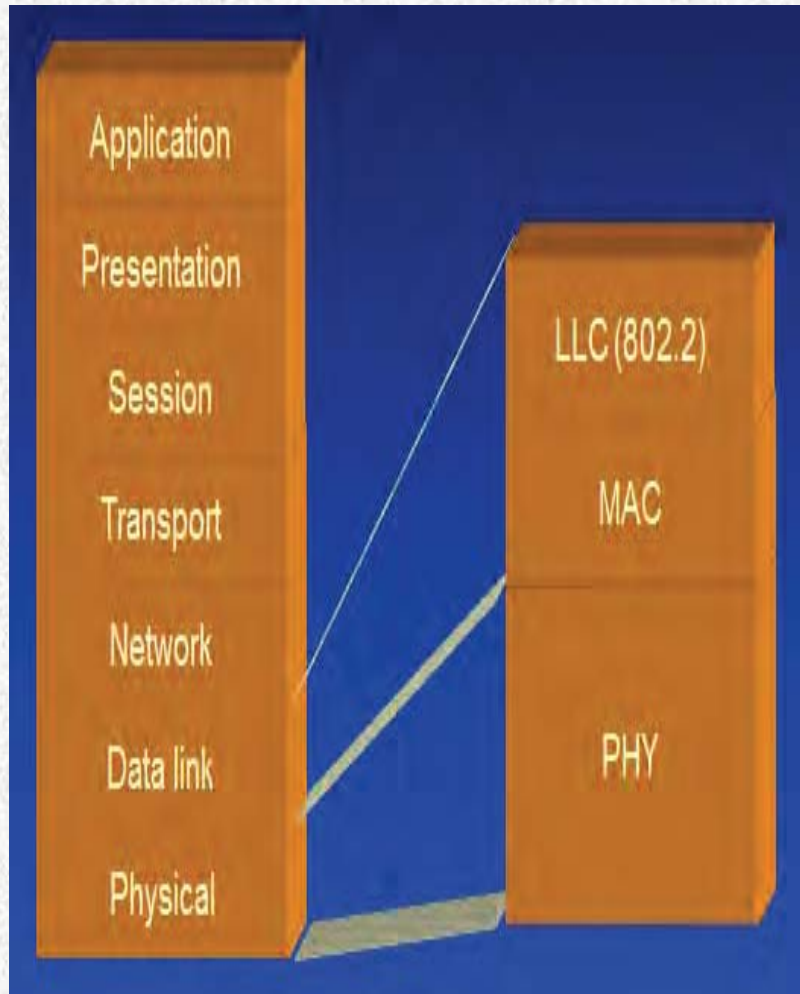 Application
Presentation
Session
Transport
Network
Data link
Physical
LLC (802.2)
MAC
PHY